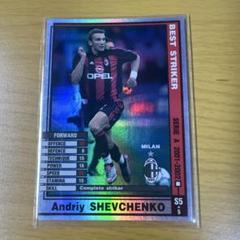 BEST STRIKER
SERIE A 2001-2002
OPEL
FORWARD
OFFENCE
DEFENCE
TECHNIQUE
POWER
SPEED
STAMINA
SKILL Complete striker
MILAN
Andriy SHEVCHENKO
S5